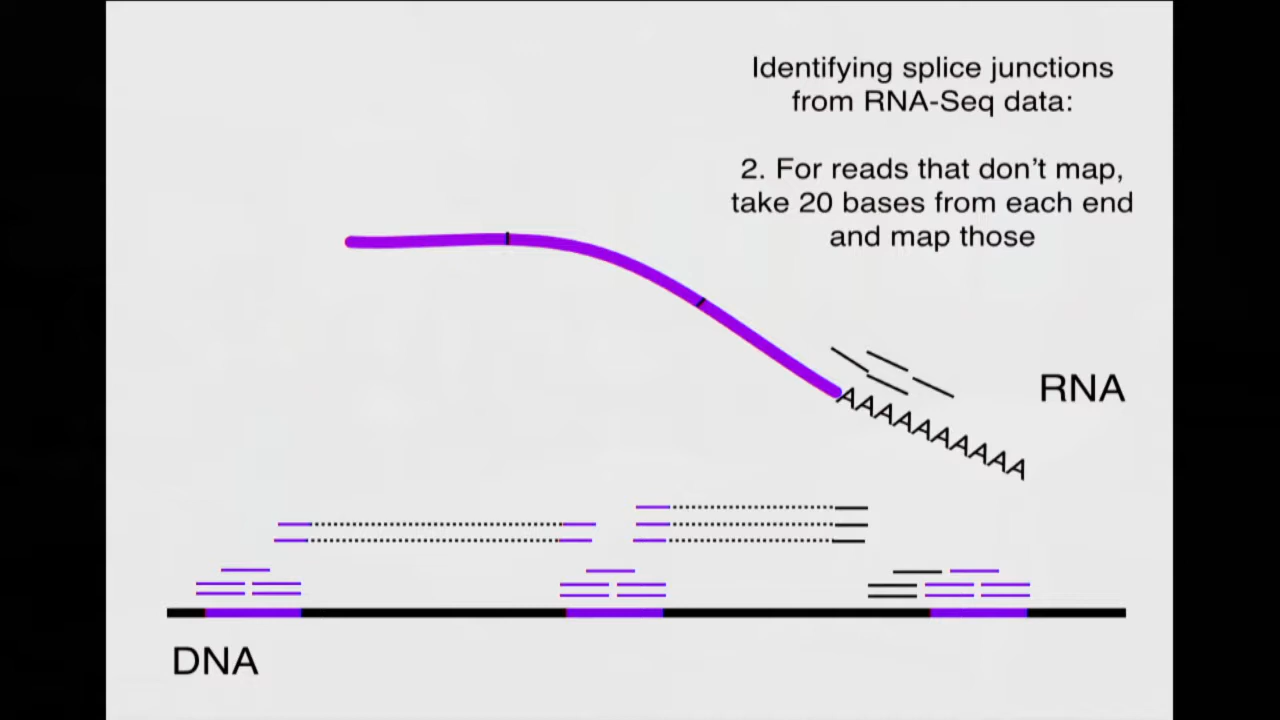 Identifying splice junctions
from RNA-Seq data:
2. For reads that don't map,
take 20 bases from each end
and map those
RNA
AAAAAAAAAA
DNA